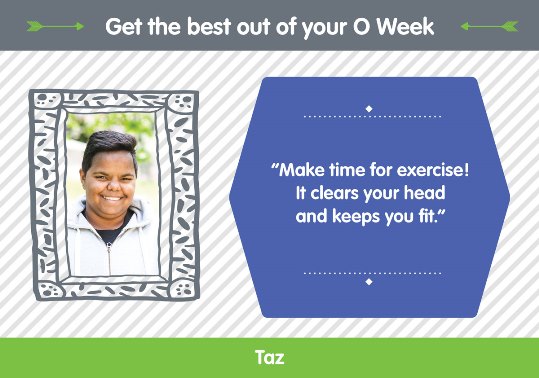 Get the best out of your O Week
“Make time for exercise!
It clears your head
and keeps you fit.”
Taz